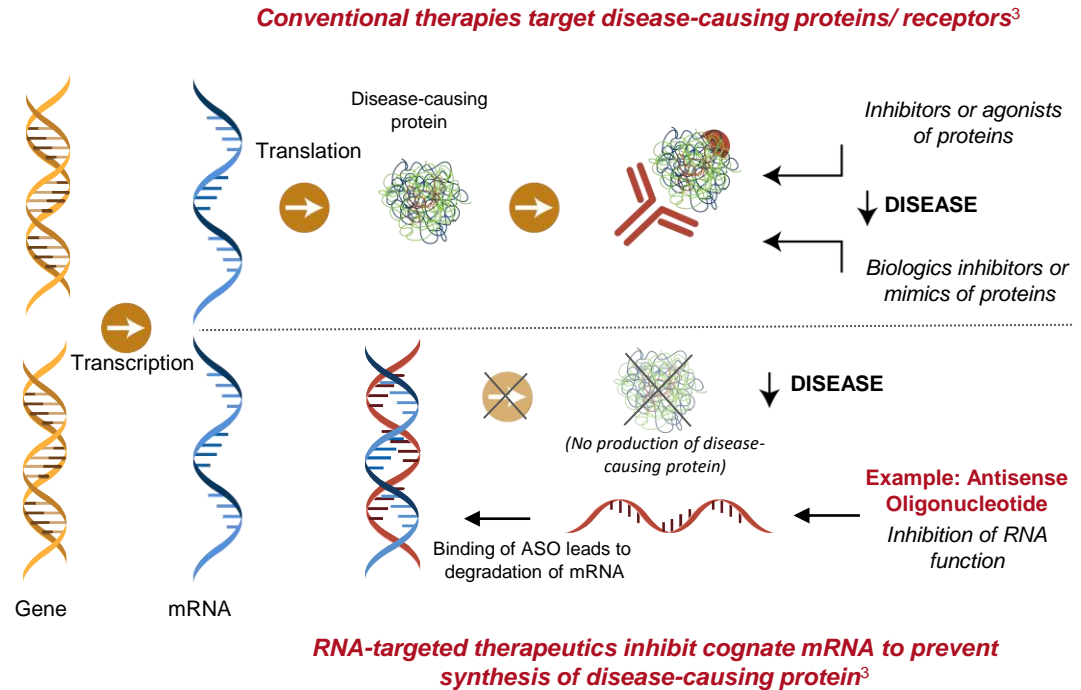 Conventional therapies target disease-causing proteins/ receptors³
Disease-causing
protein
Translation
Inhibitors or agonists
of proteins
DISEASE
Biologics inhibitors or
mimics of proteins
Transcription
DISEASE
(No production of disease-
causing protein)
Example: Antisense
Oligonucleotide
Inhibition of RNA
function
Binding of ASO leads to
degradation of mRNA
Gene
mRNA
RNA-targeted therapeutics inhibit cognate mRNA to prevent
synthesis of disease-causing protein³